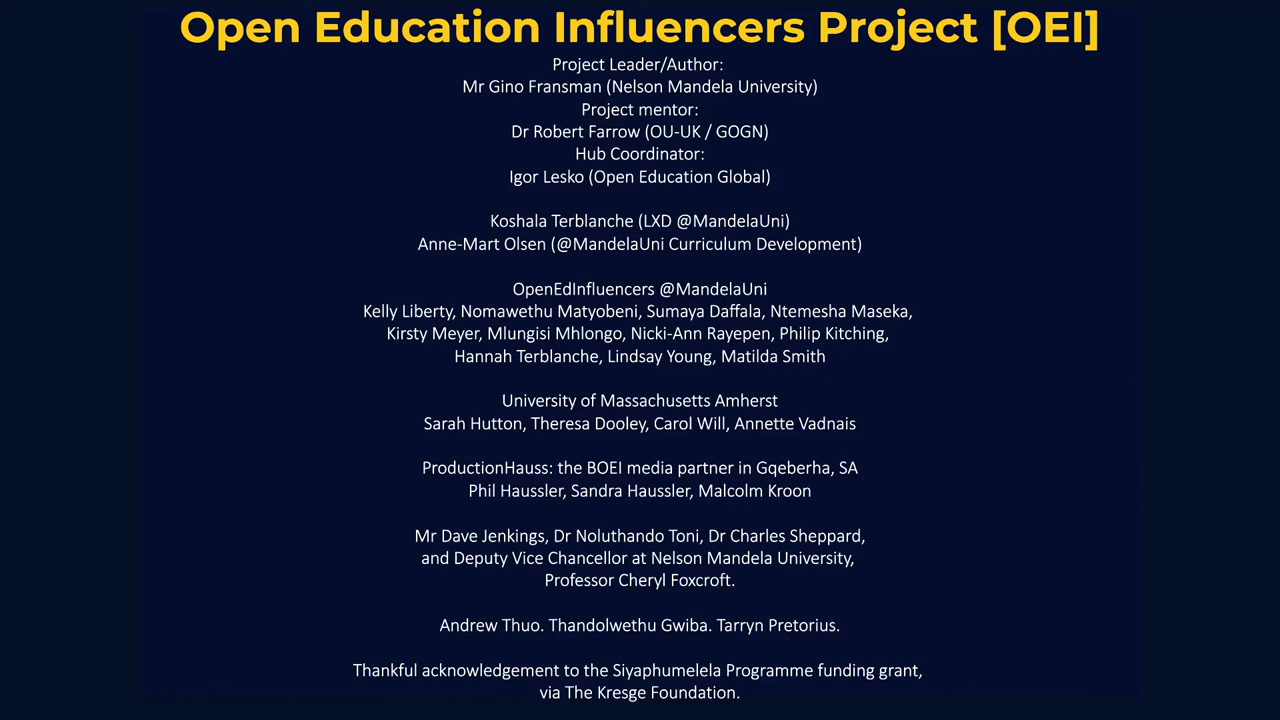 Open Education Influencers Project [OEI]
Project Leader/Author:
Mr Gino Fransman (Nelson Mandela University)
Project mentor:
Dr Robert Farrow (OU-UK / GOGN)
Hub Coordinator:
Igor Lesko (Open Education Global)
Koshala Terblanche (LXD @MandelaUni)
Anne-Mart Olsen (@MandelaUni Curriculum Development)
OpenEdInfluencers @MandelaUni
Kelly Liberty, Nomawethu Matyobeni, Sumaya Daffala, Ntemesha Maseka,
Kirsty Meyer, Mlungisi Mhlongo, Nicki-Ann Rayepen, Philip Kitching,
Hannah Terblanche, Lindsay Young, Matilda Smith
University of Massachusetts Amherst
Sarah Hutton, Theresa Dooley, Carol Will, Annette Vadnais
ProductionHauss: the BOEI media partner in Gqeberha, SA
Phil Haussler, Sandra Haussler, Malcolm Kroon
Mr Dave Jenkings, Dr Noluthando Toni, Dr Charles Sheppard,
and Deputy Vice Chancellor at Nelson Mandela University,
Professor Cheryl Foxcroft.
Andrew Thuo. Thandolwethu Gwiba. Tarryn Pretorius.
Thankful acknowledgement to the Siyaphumelela Programme funding grant,
via The Kresge Foundation.